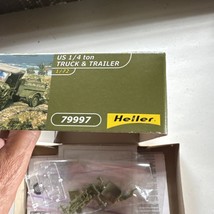 US 1/4 ton
TRUCK & TRAILER
1/72
79997
Heller